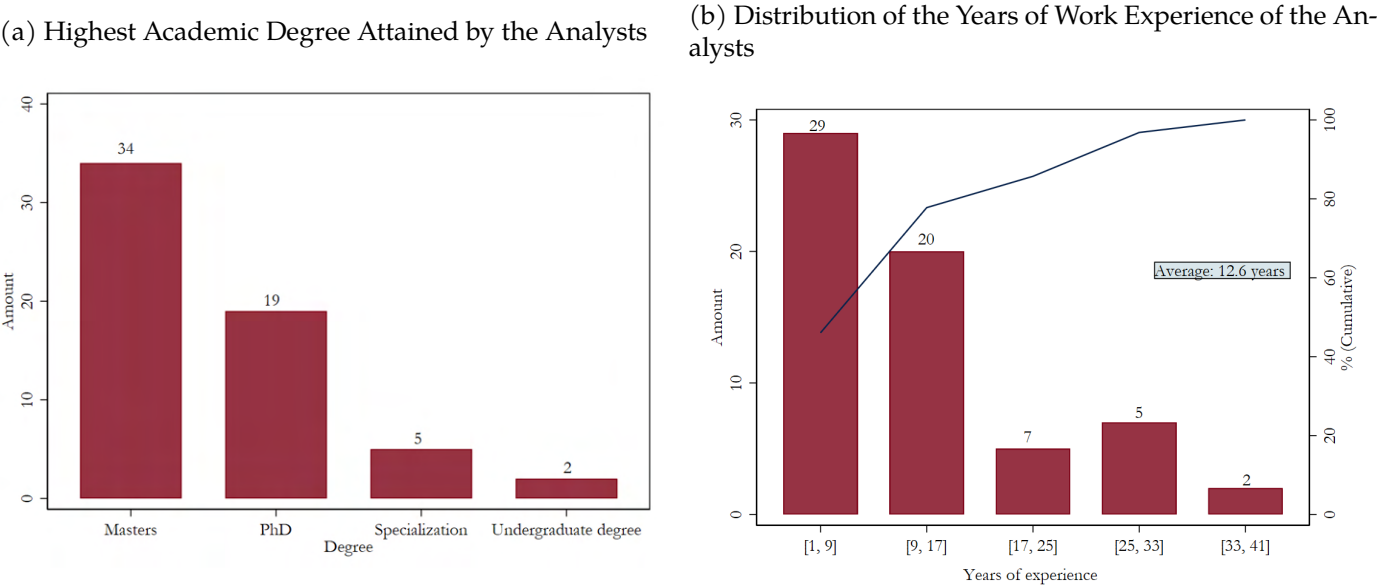 (a) Highest Academic Degree Attained by the Analysts
40
30
20
10
0
Amount
34
19
5
2
Masters
PhD
Specialization
Undergraduate degree
Degree
(b) Distribution of the Years of Work Experience of the An-
alysts
30
20
10
0
Amount
29
20
7
5
2
Average: 12.6 years
100
80
60
40
20
0
% (Cumulative)
[1, 9]
[9, 17]
[17, 25]
[25, 33]
[33, 41]
Years of experience